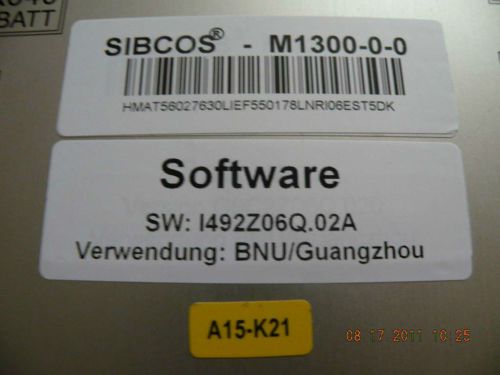 BATT
SIBCOS® - M1300-0-0
HMAT56027630LIEF550178LNRI06EST5DK
Software
SW: I492Z06Q.02A
Verwendung: BNU/Guangzhou
A15-K21
08.17.2011 10:25